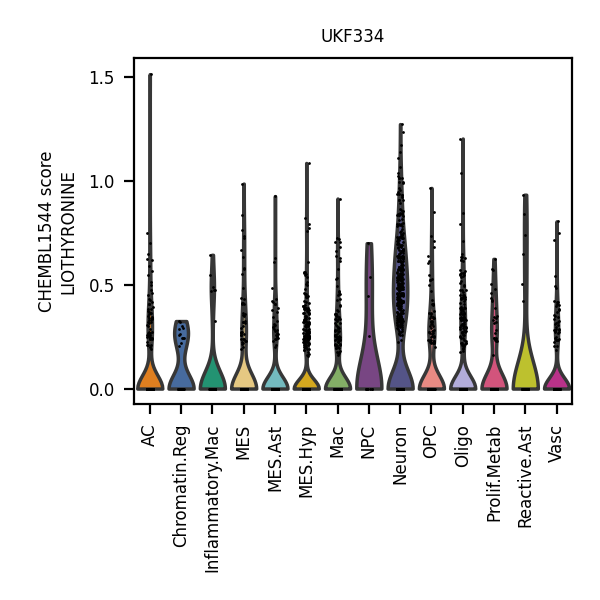 UKF334
CHEMBL1544 score
LIOTHYRONINE
1.5
1.0
0.5
0.0
AC
Chromatin.Reg
Inflammatory.Mac
MES
MES.Ast
MES.Hyp
Mac
NPC
Neuron
OPC
Oligo
Prolif.Metab
Reactive.Ast
Vasc